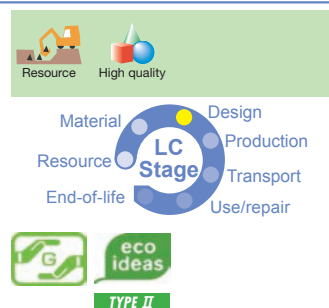 Resource
High quality
Material
Design
Resource
LC
Stage
Production
Transport
End-of-life
Use/repair
G
eco
ideas
TYPE II